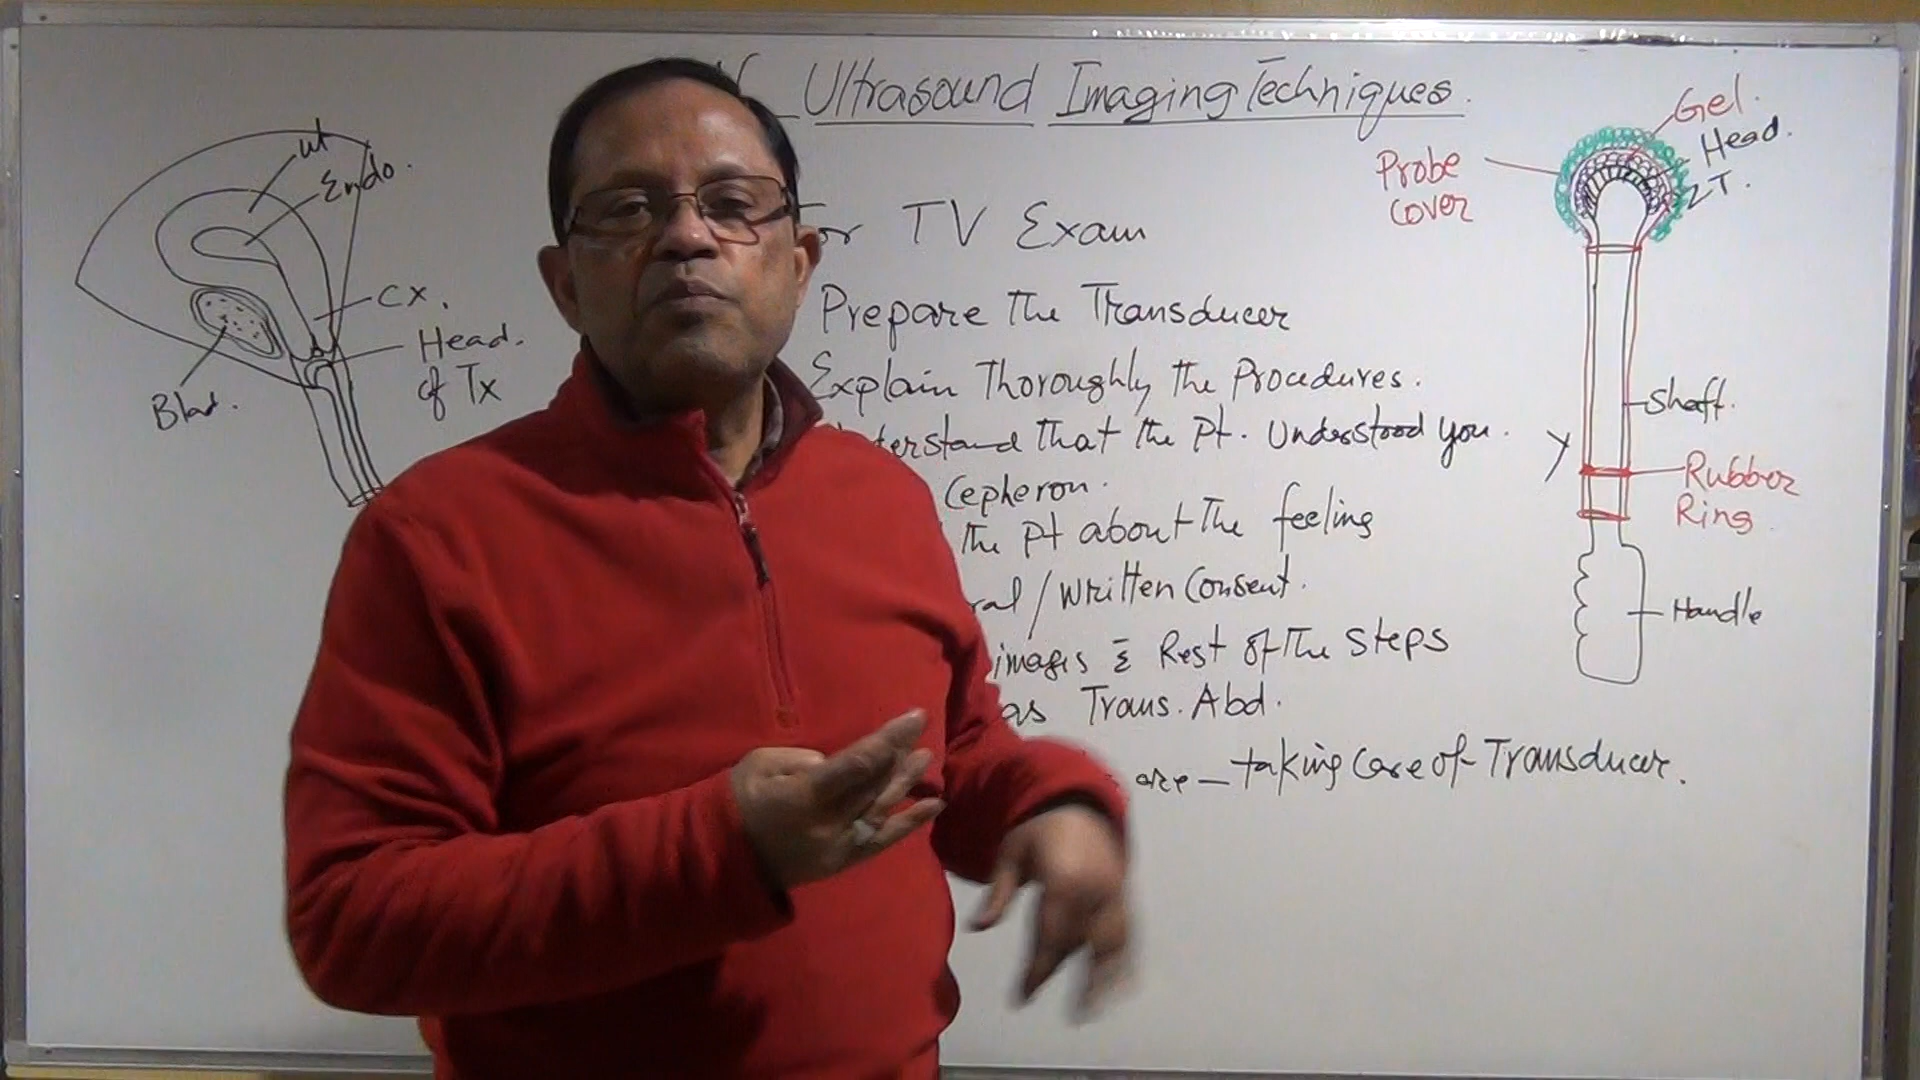 Ultrasound Imaging Techniques.
TV Exam
Prepare The Transducer
Explain Thoroughly the Procedures.
that the Pt. Understood you.
Cepheron.
The Pt about The feeling
/ Written Consent.
images c̄ Rest of The Steps
as Trans. Abd.
are – taking Care of Transducer.
ut
Endo.
CX.
Head.
of Tx
Blad.
Gel.
Head.
Probe
Cover
Shaft.
Y
Rubber
Ring
Handle